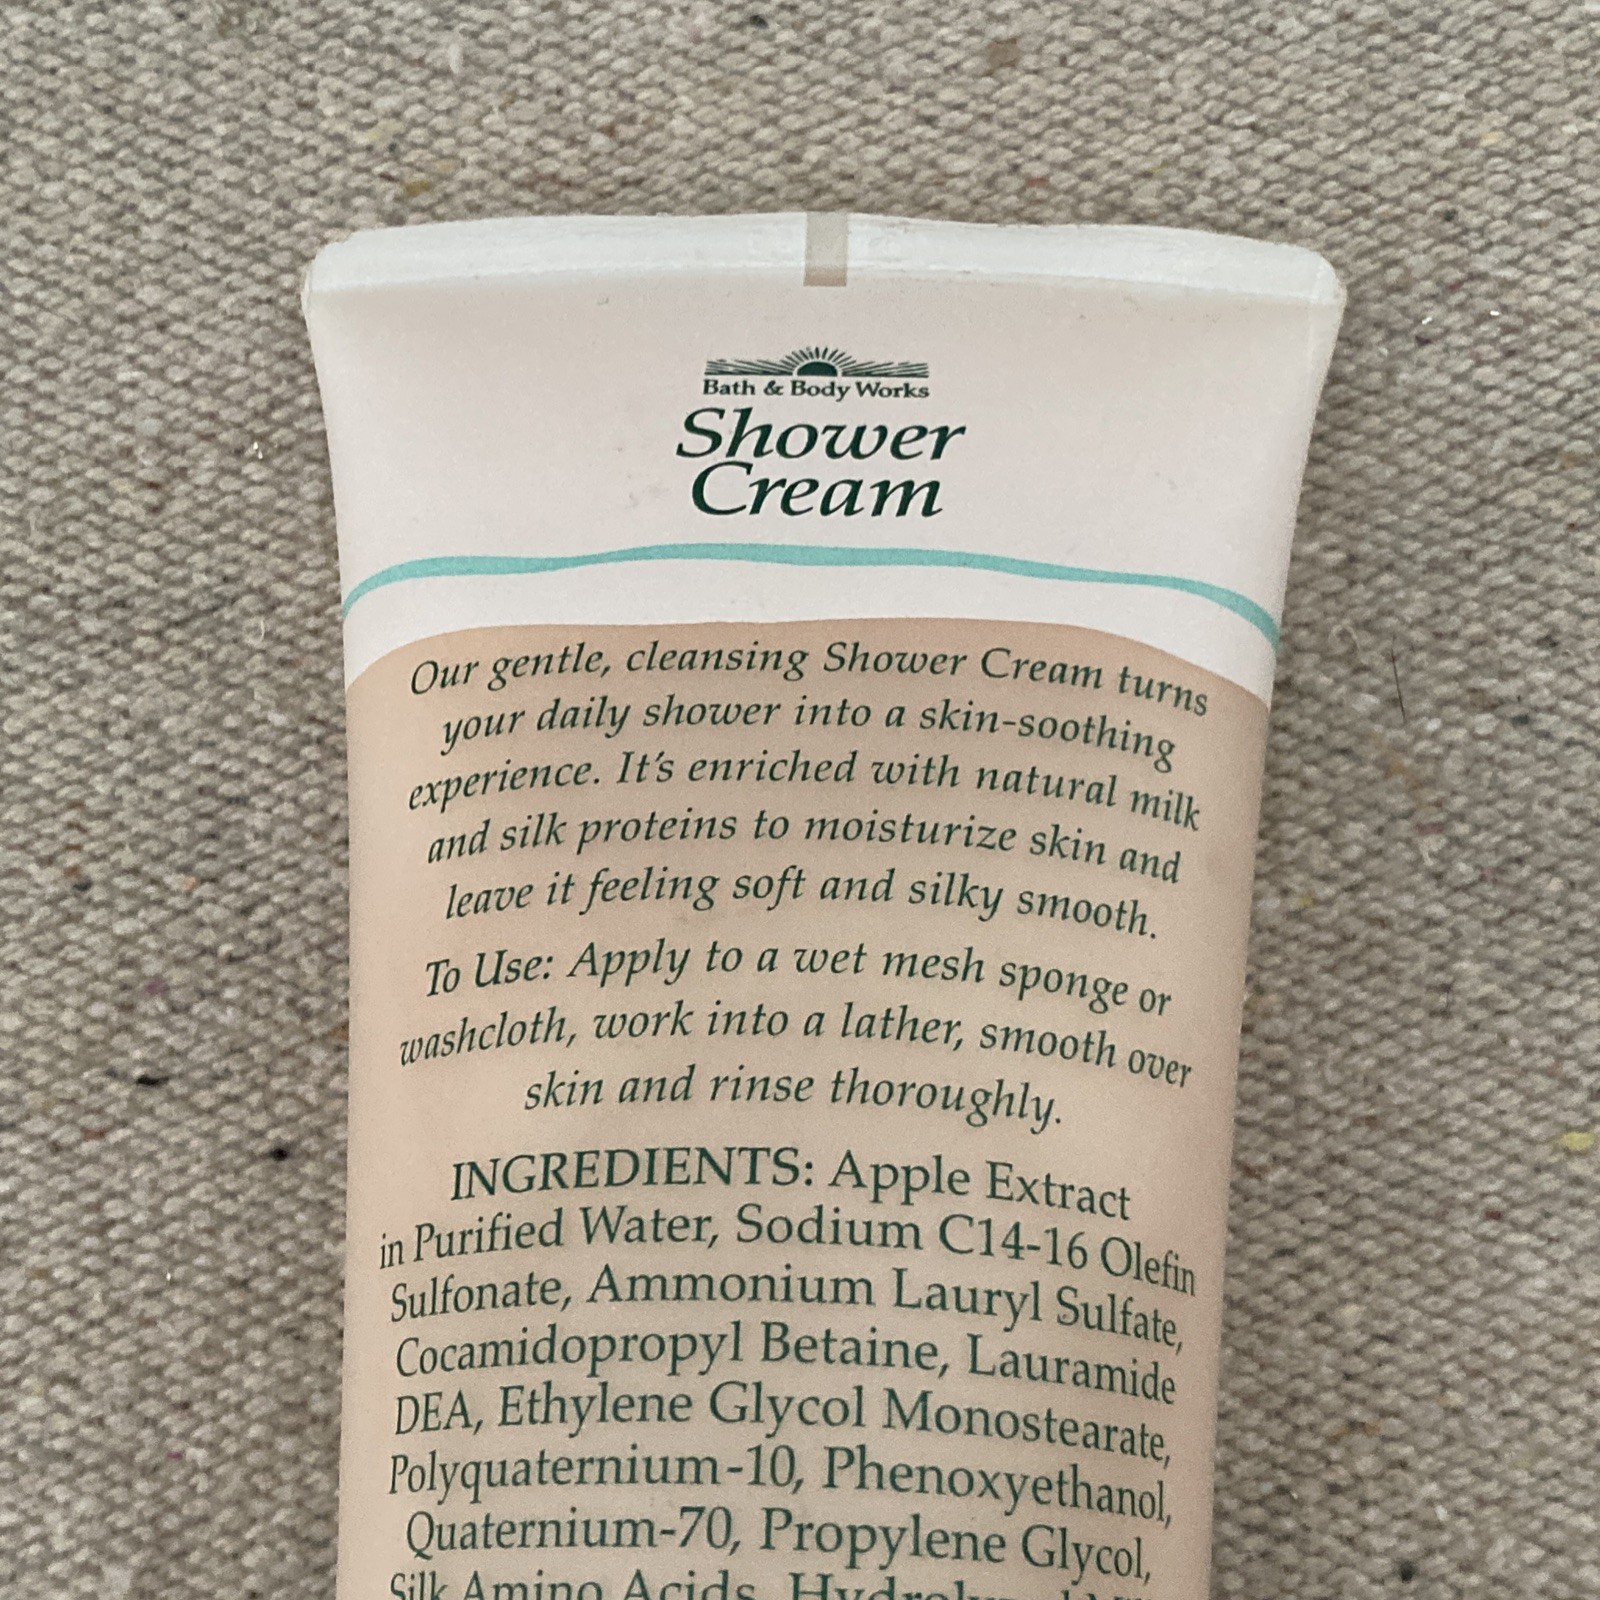 Bath & Body Works
Shower
Cream
Our gentle, cleansing Shower Cream turns
your daily shower into a skin-soothing
experience. It's enriched with natural milk
and silk proteins to moisturize skin and
leave it feeling soft and silky smooth.
To Use: Apply to a wet mesh sponge or
washcloth, work into a lather, smooth over
skin and rinse thoroughly.
INGREDIENTS: Apple Extract
in Purified Water, Sodium C14-16 Olefin
Sulfonate, Ammonium Lauryl Sulfate,
Cocamidopropyl Betaine, Lauramide
DEA, Ethylene Glycol Monostearate,
Polyquaternium-10, Phenoxyethanol,
Quaternium-70, Propylene Glycol,
Silk Amino Acids,